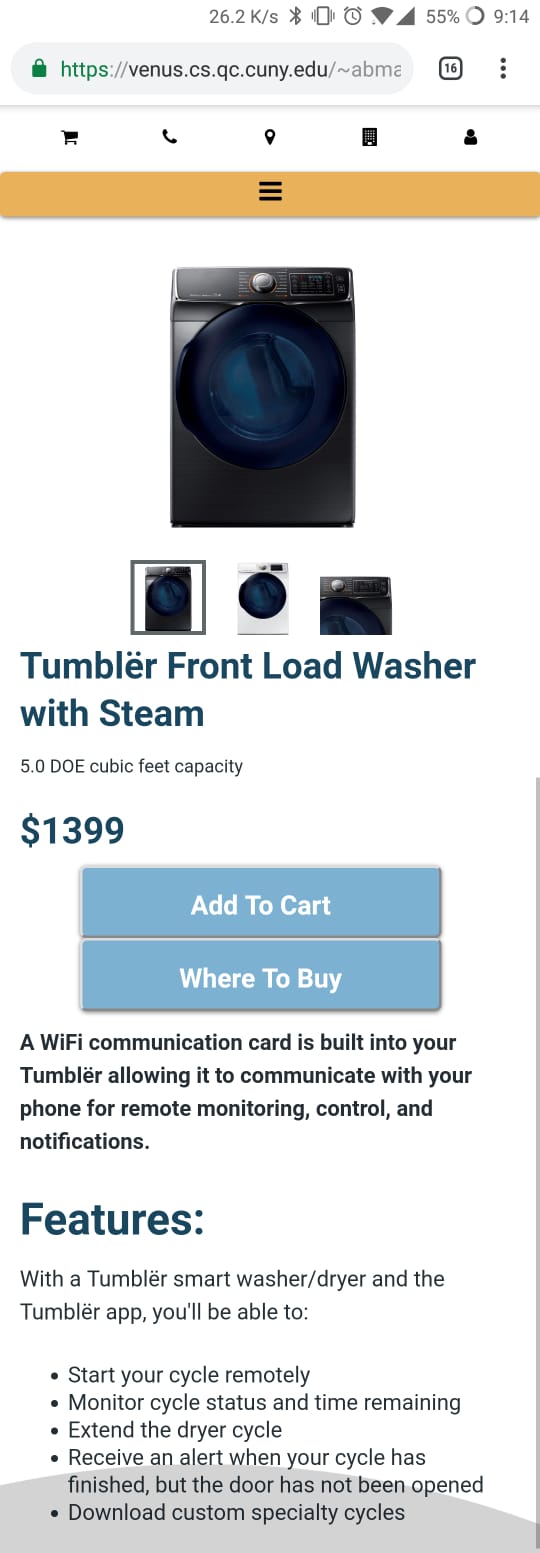 26.2 K/s 55% 9:14
https://venus.cs.qc.cuny.edu/~abma
16
Tumblër Front Load Washer
with Steam
5.0 DOE cubic feet capacity
$1399
Add To Cart
Where To Buy
A WiFi communication card is built into your
Tumblër allowing it to communicate with your
phone for remote monitoring, control, and
notifications.
Features:
With a Tumblër smart washer/dryer and the
Tumblër app, you'll be able to:
• Start your cycle remotely
• Monitor cycle status and time remaining
• Extend the dryer cycle
• Receive an alert when your cycle has
finished, but the door has not been opened
• Download custom specialty cycles